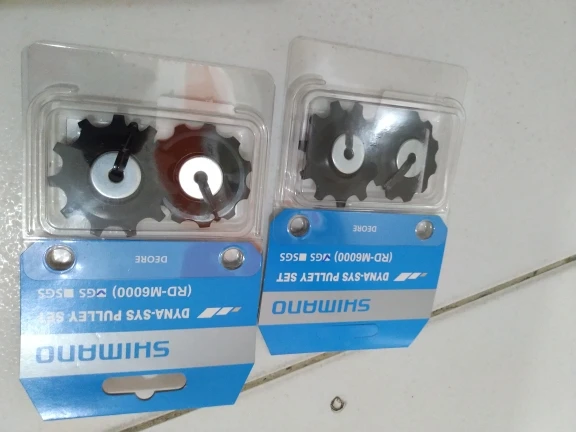 SHIMANO
DYNA-SYS PULLEY SET
(RD-M6000) GS SGS
DEORE
SHIMANO
DYNA-SYS PULLEY SET
(RD-M6000) GS SGS
DEORE